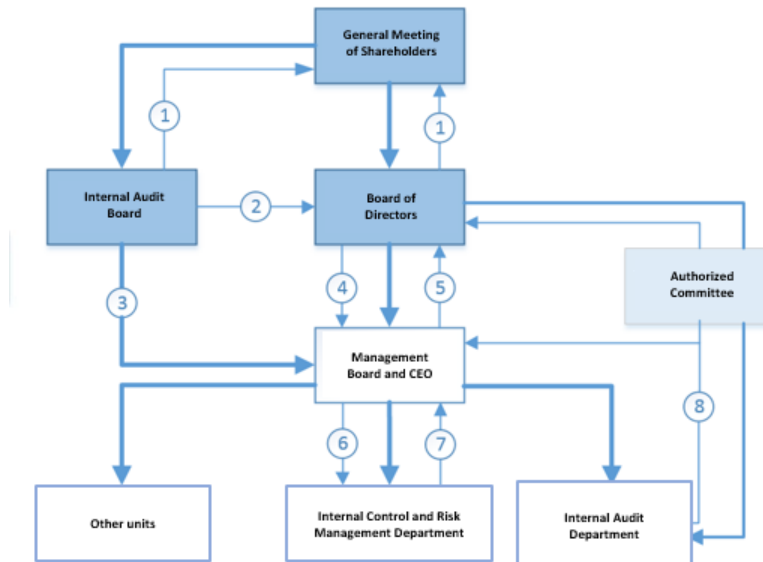 General Meeting
of Shareholders
1
1
Internal Audit
Board
2
Board of
Directors
3
4
5
Authorized
Committee
Management
Board and CEO
6
7
8
Other units
Internal Control and Risk
Management Department
Internal Audit
Department